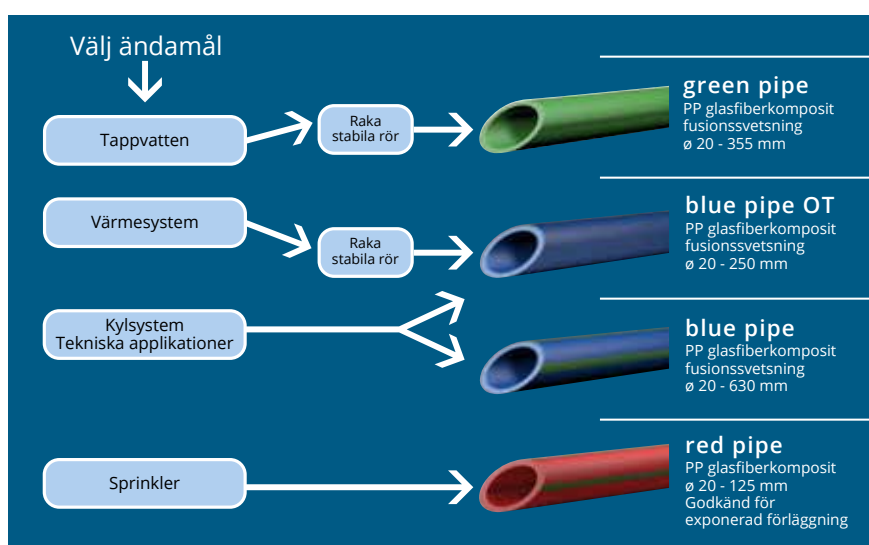 Välj ändamål
Tappvatten
Raka
stabila rör
green pipe
PP glasfiberkomposit
fusionssvetsning
ø 20 - 355 mm
Värmesystem
Raka
stabila rör
blue pipe OT
PP glasfiberkomposit
fusionssvetsning
ø 20 - 250 mm
Kylsystem
Tekniska applikationer
blue pipe
PP glasfiberkomposit
fusionssvetsning
ø 20 - 630 mm
Sprinkler
red pipe
PP glasfiberkomposit
ø 20 - 125 mm
Godkänd för
exponerad förläggning